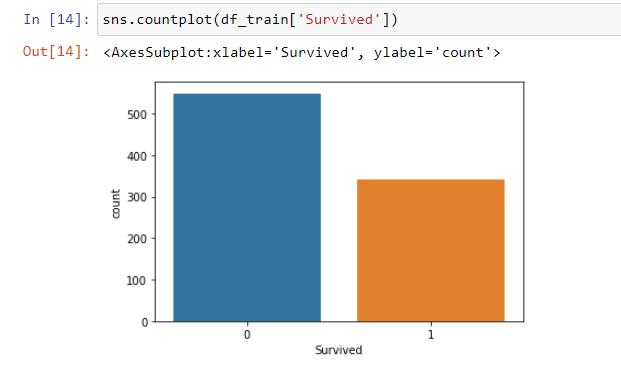 In [14]: sns.countplot(df_train['Survived'])
Out[14]: <AxesSubplot:xlabel='Survived', ylabel='count'>
500
400
300
200
100
0
count
0 1
Survived